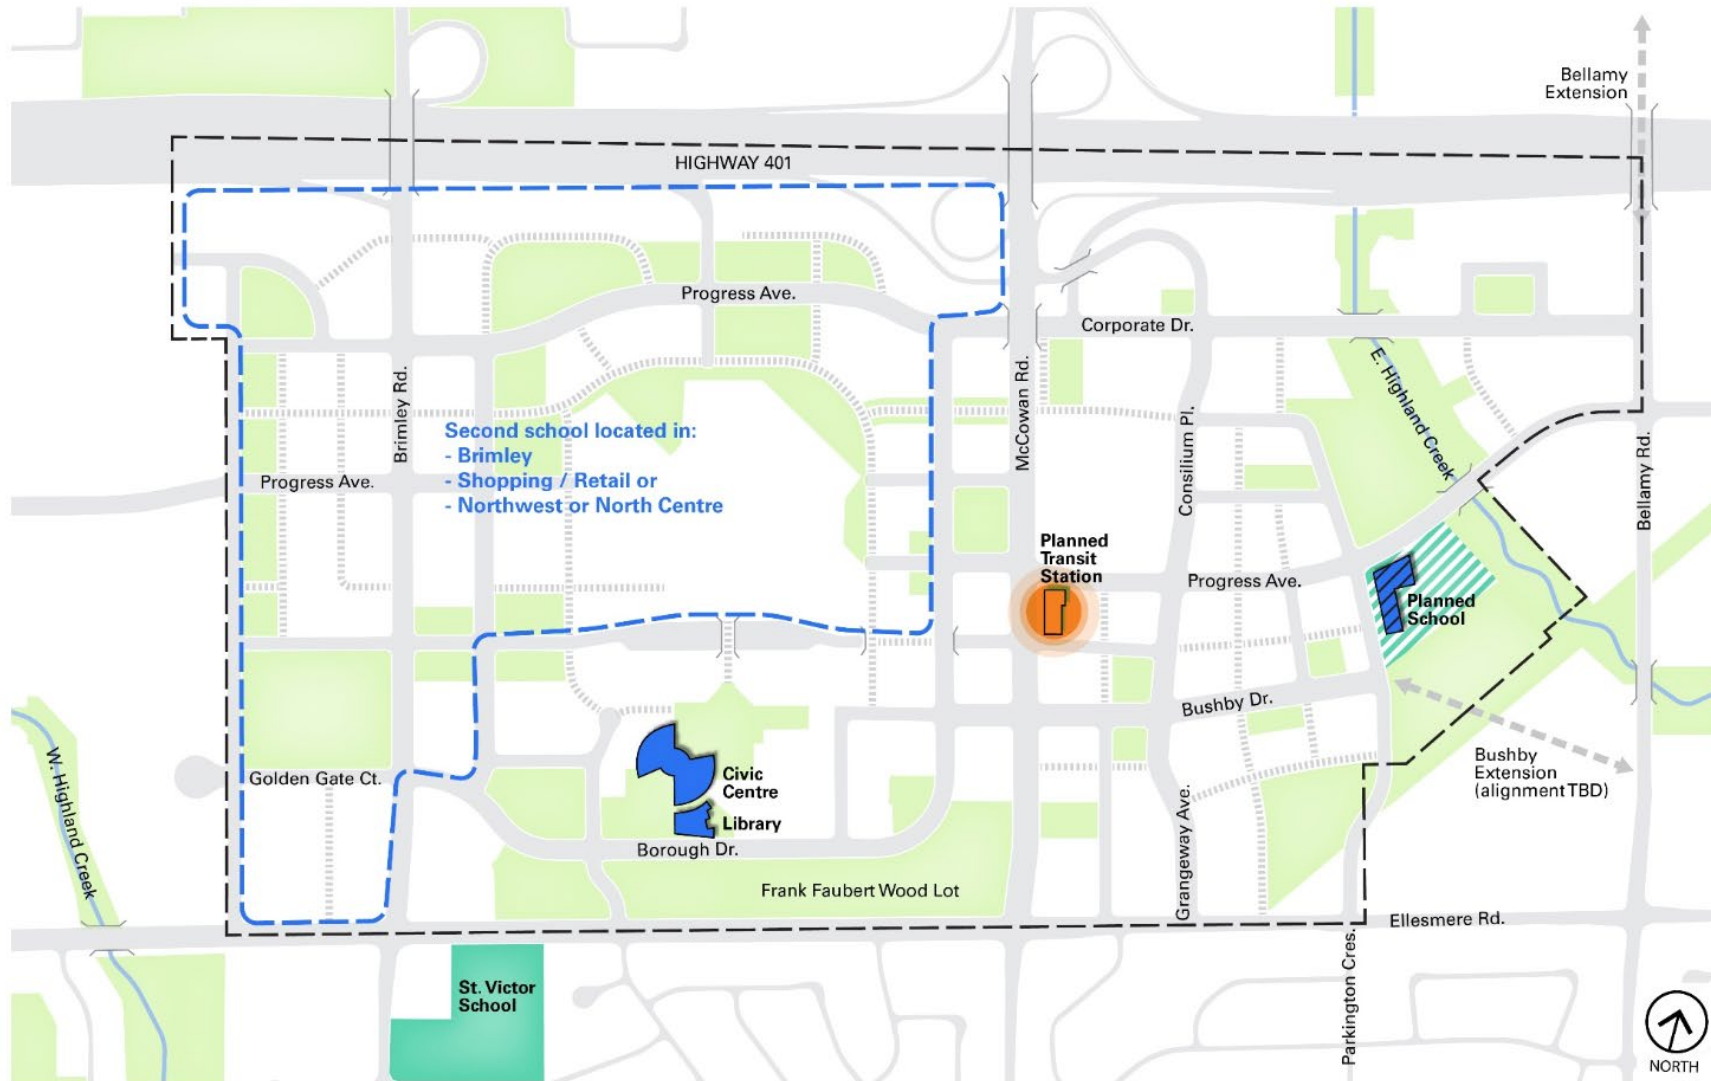 Bellamy
Extension
HIGHWAY 401
Progress Ave.
Corporate Dr.
E. Highland Creek
Brimley Rd.
McCowan Rd.
Consilium Pl.
Second school located in:
- Brimley
- Shopping / Retail or
- Northwest or North Centre
Progress Ave.
Bellamy Rd.
Planned
Transit
Station
Progress Ave.
Planned
School
Bushby Dr.
W. Highland Creek
Golden Gate Ct.
Civic
Centre
Library
Borough Dr.
Bushby
Extension
(alignment TBD)
Grangeway Ave.
Frank Faubert Wood Lot
Ellesmere Rd.
Parkington Cres.
St. Victor
School
NORTH